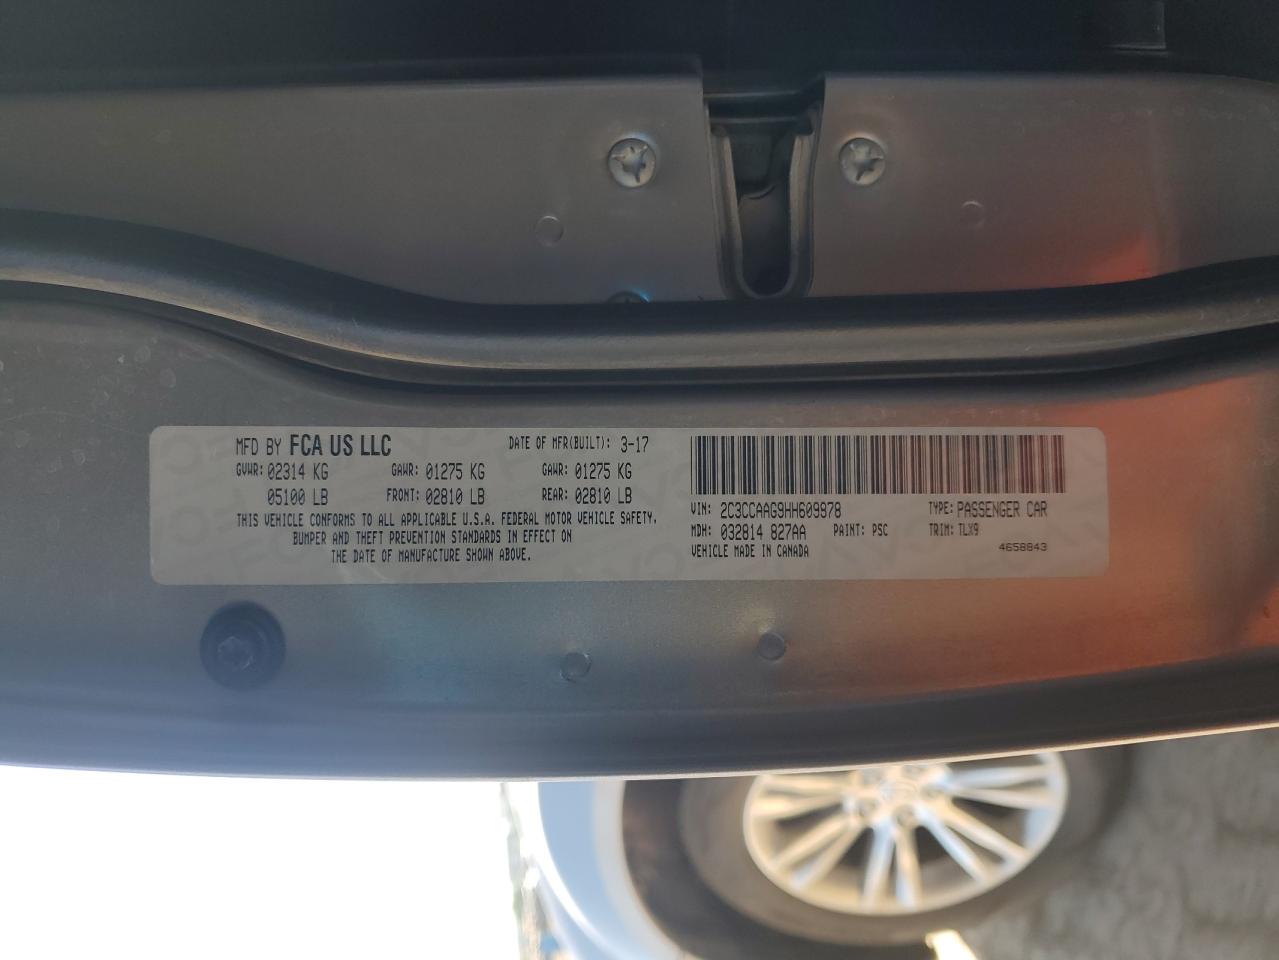 MFD BY FCA US LLC DATE OF MFR(BUILT): 3-17
GVWR: 02314 KG GAWR: 01275 KG GAWR: 01275 KG
05100 LB FRONT: 02810 LB REAR: 02810 LB
THIS VEHICLE CONFORMS TO ALL APPLICABLE U.S.A. FEDERAL MOTOR VEHICLE SAFETY,
BUMPER AND THEFT PREVENTION STANDARDS IN EFFECT ON
THE DATE OF MANUFACTURE SHOWN ABOVE.
VIN: 2C3CCAAG9HH609978 TYPE: PASSENGER CAR
MDH: 032814 827AA PAINT: PSC TRIM: TLX9
VEHICLE MADE IN CANADA 4658843